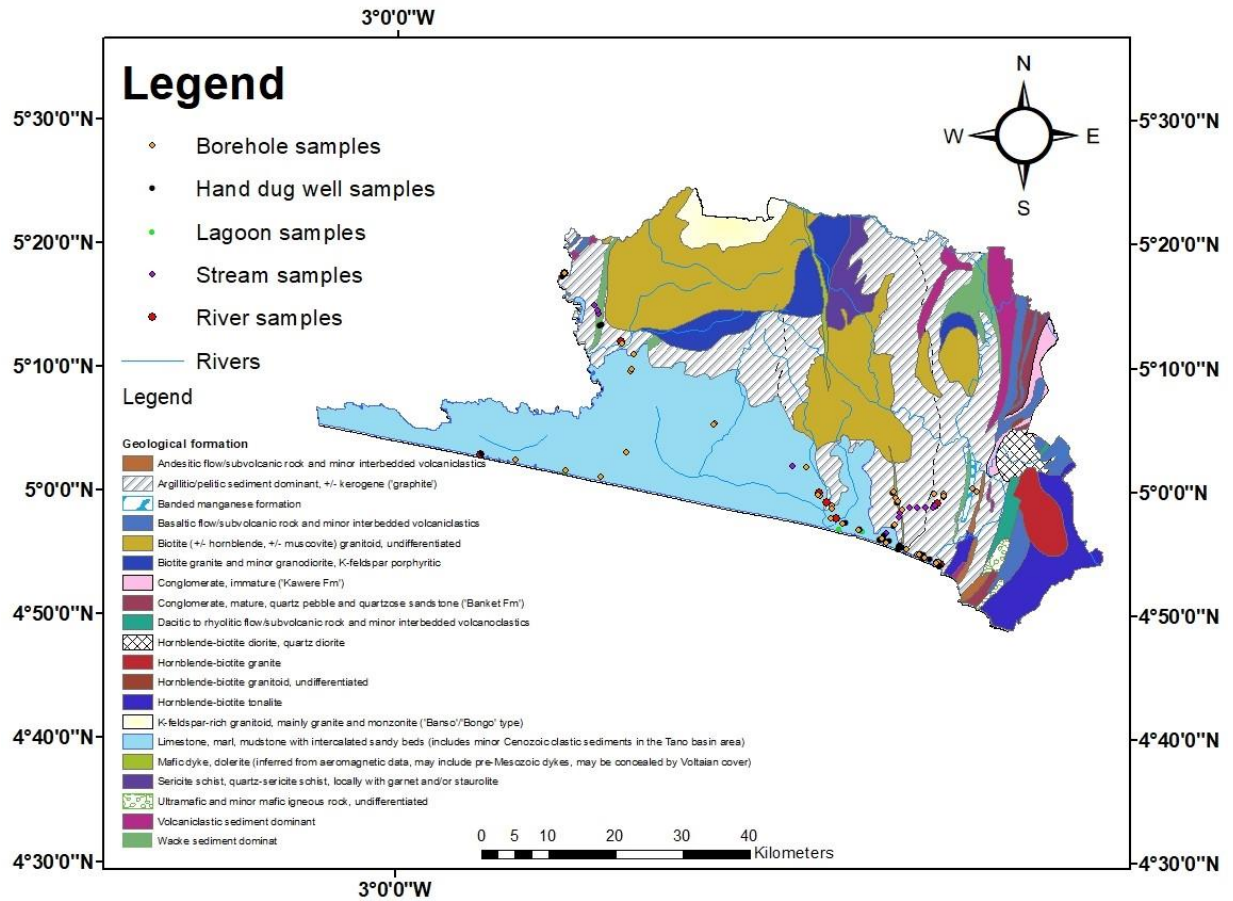 3°0'0"W
Legend
Borehole samples
Hand dug well samples
Lagoon samples
Stream samples
River samples
Rivers
Legend
Geological formation
Andesitic flow/subvolcanic rock and minor interbedded volcaniclastics
Argillitic/pelitic sediment dominant, +/- kerogene ('graphite')
Banded manganese formation
Basaltic flow/subvolcanic rock and minor interbedded volcaniclastics
Biotite (+/- hornblende, +/- muscovite) granitoid, undifferentiated
Biotite granite and minor granodiorite, K-feldspar porphyritic
Conglomerate, immature ('Kawere Fm')
Conglomerate, mature, quartz pebble and quartzose sandstone ('Banket Fm')
Dacitic to rhyolitic flow/subvolcanic rock and minor interbedded volcanoclastics
Hornblende-biotite diorite, quartz diorite
Hornblende-biotite granite
Hornblende-biotite granitoid, undifferentiated
Hornblende-biotite tonalite
K-feldspar-rich granitoid, mainly granite and monzonite ('Banso'/'Bongo' type)
Limestone, marl, mudstone with intercalated sandy beds (includes minor Cenozoic clastic sediments in the Tano basin area)
Mafic dyke, dolerite (inferred from aeromagnetic data, may include pre-Mesozoic dykes, may be concealed by Voltaian cover)
Sericite schist, quartz-sericite schist, locally with garnet and/or staurolite
Ultramafic and minor mafic igneous rock, undifferentiated
Volcaniclastic sediment dominant
Wacke sediment dominat
N
W E
S
5°30'0"N
5°20'0"N
5°10'0"N
5°0'0"N
4°50'0"N
4°40'0"N
4°30'0"N
5°30'0"N
5°20'0"N
5°10'0"N
5°0'0"N
4°50'0"N
4°40'0"N
4°30'0"N
0 5 10 20 30 40
Kilometers
3°0'0"W